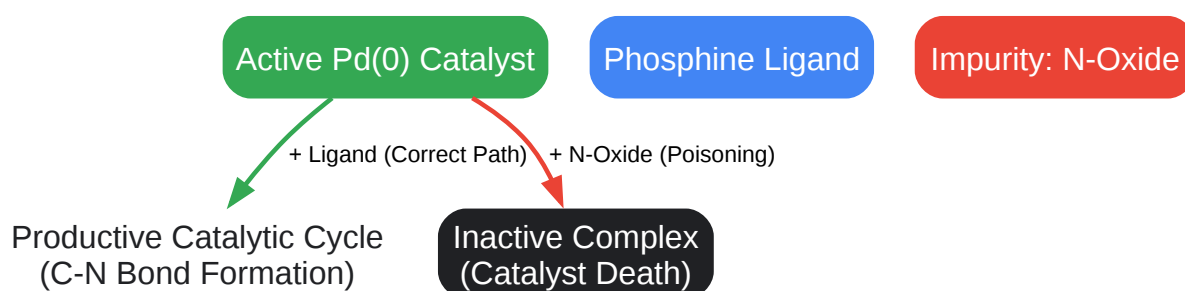 Active Pd(0) Catalyst
Phosphine Ligand
Impurity: N-Oxide
+ Ligand (Correct Path)
+ N-Oxide (Poisoning)
Productive Catalytic Cycle
(C-N Bond Formation)
Inactive Complex
(Catalyst Death)